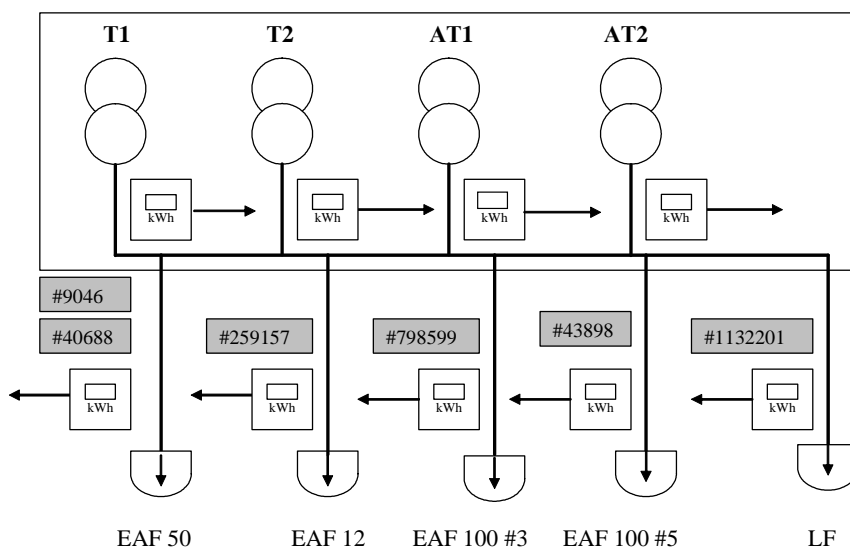 T1 T2 AT1 AT2
kWh kWh kWh kWh
#9046
#40688 #259157 #798599 #43898 #1132201
kWh kWh kWh kWh kWh
EAF 50 EAF 12 EAF 100 #3 EAF 100 #5 LF